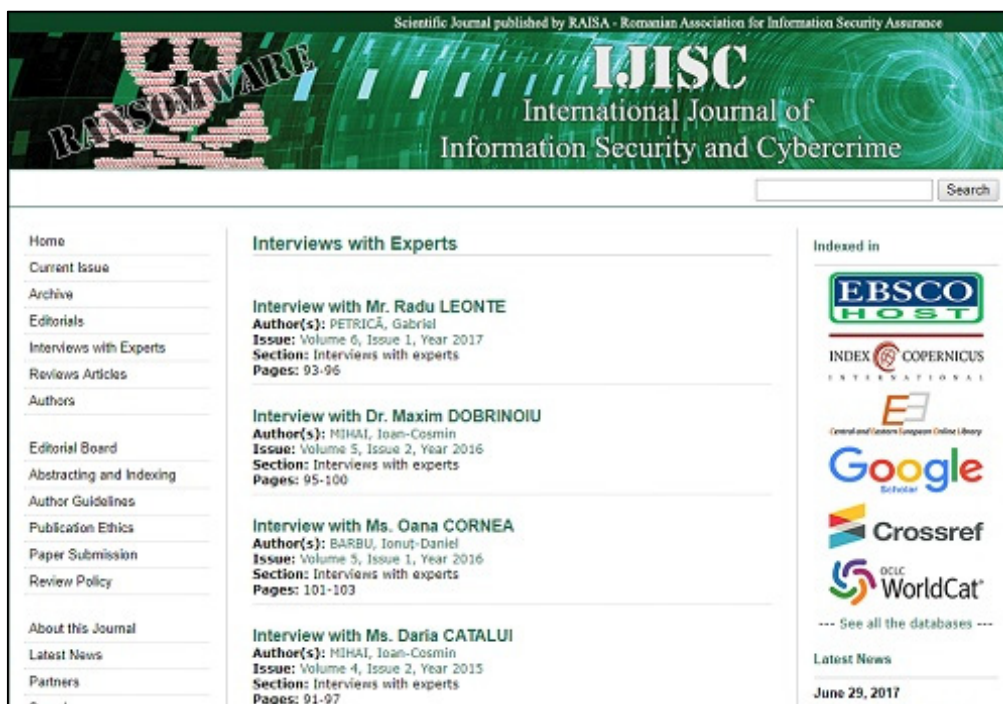 Scientific Journal published by RAISA - Romanian Association for Information Security Assurance
RANSOMWARE
IJISC
International Journal of
Information Security and Cybercrime
Search
Home
Current Issue
Archive
Editorials
Interviews with Experts
Reviews Articles
Authors
Editorial Board
Abstracting and Indexing
Author Guidelines
Publication Ethics
Paper Submission
Review Policy
About this Journal
Latest News
Partners
Interviews with Experts
Interview with Mr. Radu LEONTE
Author(s): PETRICĂ, Gabriel
Issue: Volume 6, Issue 1, Year 2017
Section: Interviews with experts
Pages: 93-96
Interview with Dr. Maxim DOBRINOIU
Author(s): MIHAI, Ioan-Cosmin
Issue: Volume 5, Issue 2, Year 2016
Section: Interviews with experts
Pages: 95-100
Interview with Ms. Oana CORNEA
Author(s): BARBU, Ionuț-Daniel
Issue: Volume 5, Issue 1, Year 2016
Section: Interviews with experts
Pages: 101-103
Interview with Ms. Daria CATALUI
Author(s): MIHAI, Ioan-Cosmin
Issue: Volume 4, Issue 2, Year 2015
Section: Interviews with experts
Pages: 91-97
Indexed in
EBSCO
HOST
INDEX COPERNICUS
INTERNATIONAL
Central and Eastern European Online Library
Google
Scholar
Crossref
OCLC
WorldCat
--- See all the databases ---
Latest News
June 29, 2017